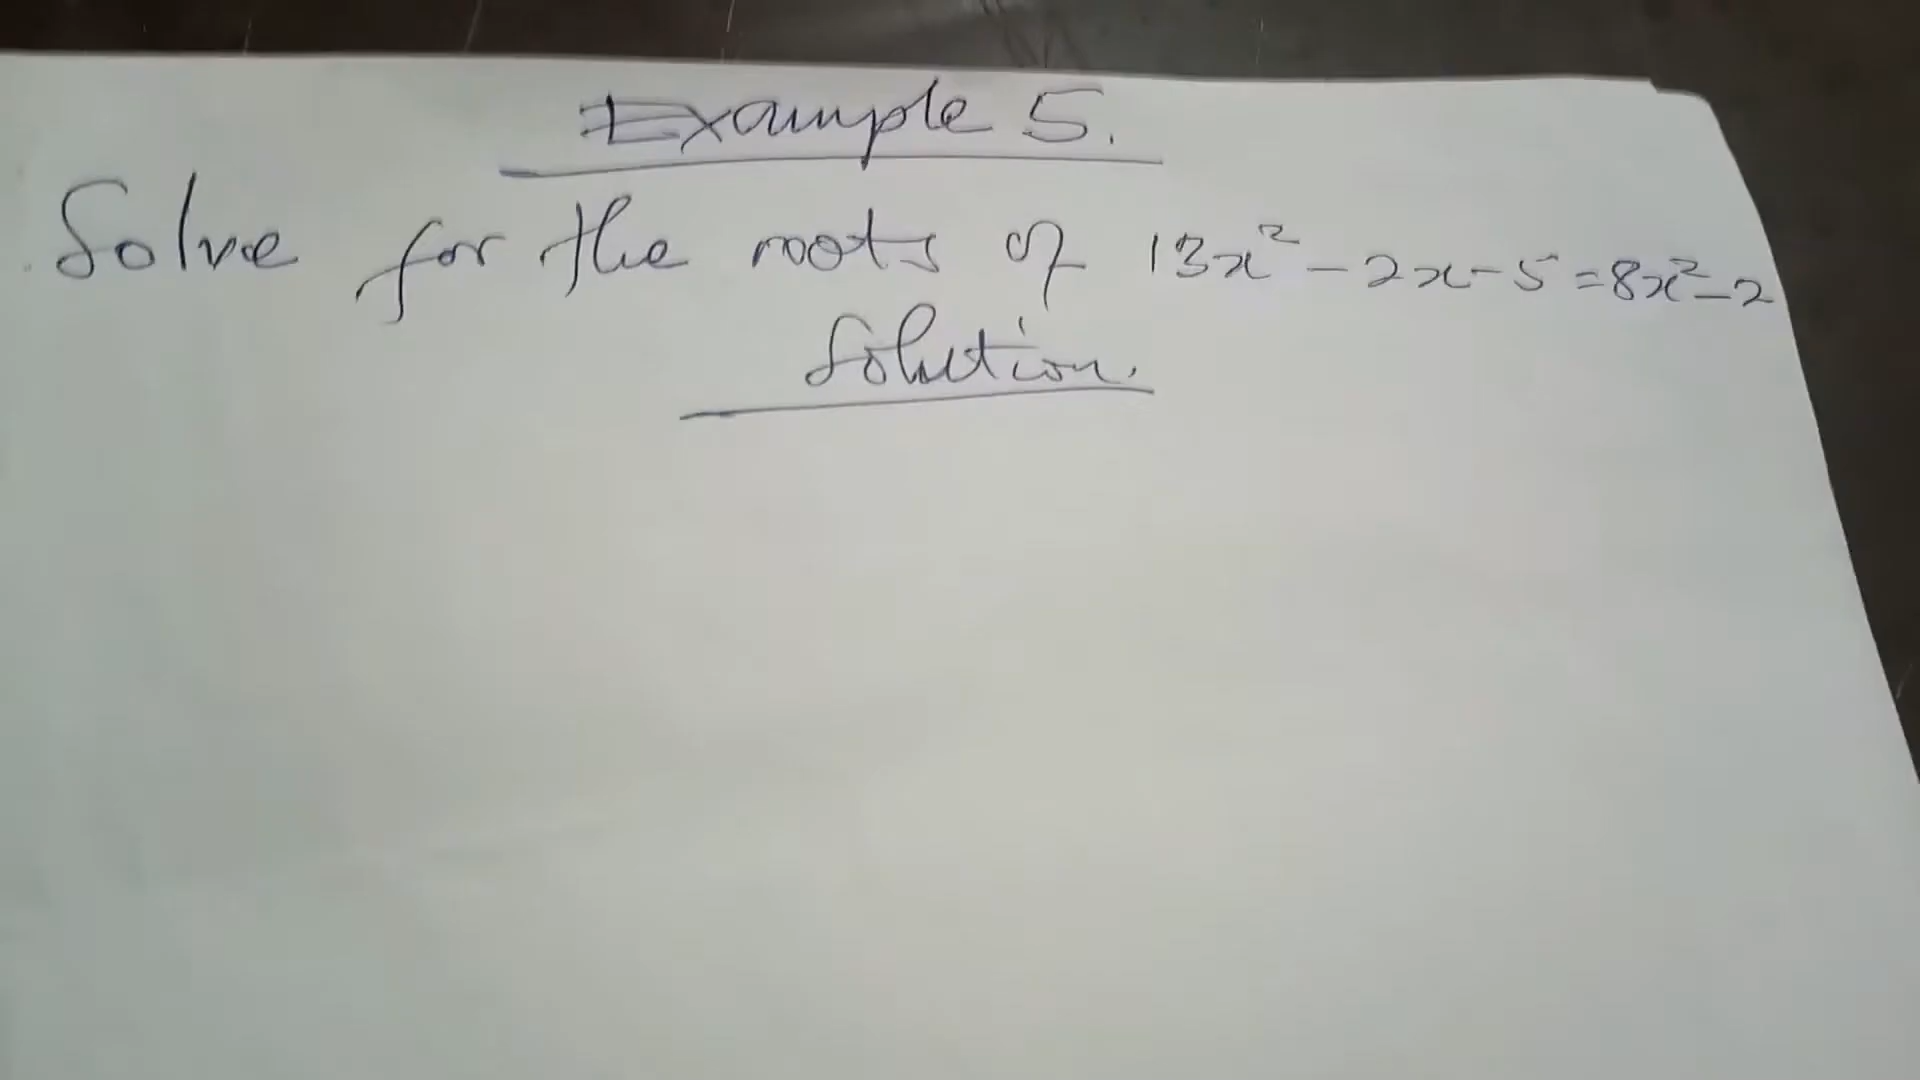 Example 5.
Solve for the roots of 13x² - 2x - 5 = 8x² - 2
Solution.